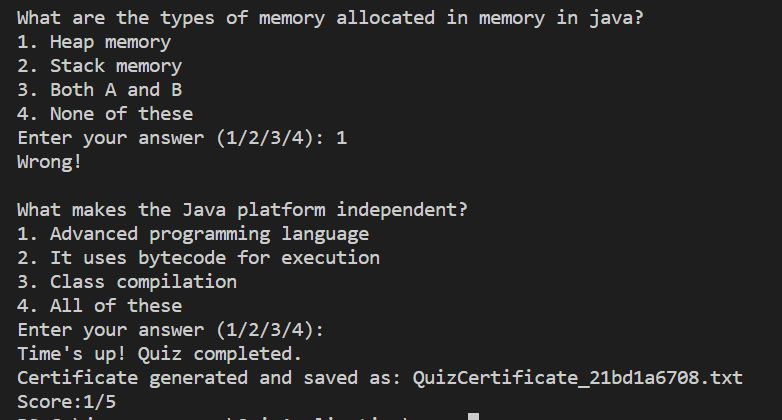 What are the types of memory allocated in memory in java?
1. Heap memory
2. Stack memory
3. Both A and B
4. None of these
Enter your answer (1/2/3/4): 1
Wrong!
What makes the Java platform independent?
1. Advanced programming language
2. It uses bytecode for execution
3. Class compilation
4. All of these
Enter your answer (1/2/3/4):
Time's up! Quiz completed.
Certificate generated and saved as: QuizCertificate_21bd1a6708.txt
Score:1/5